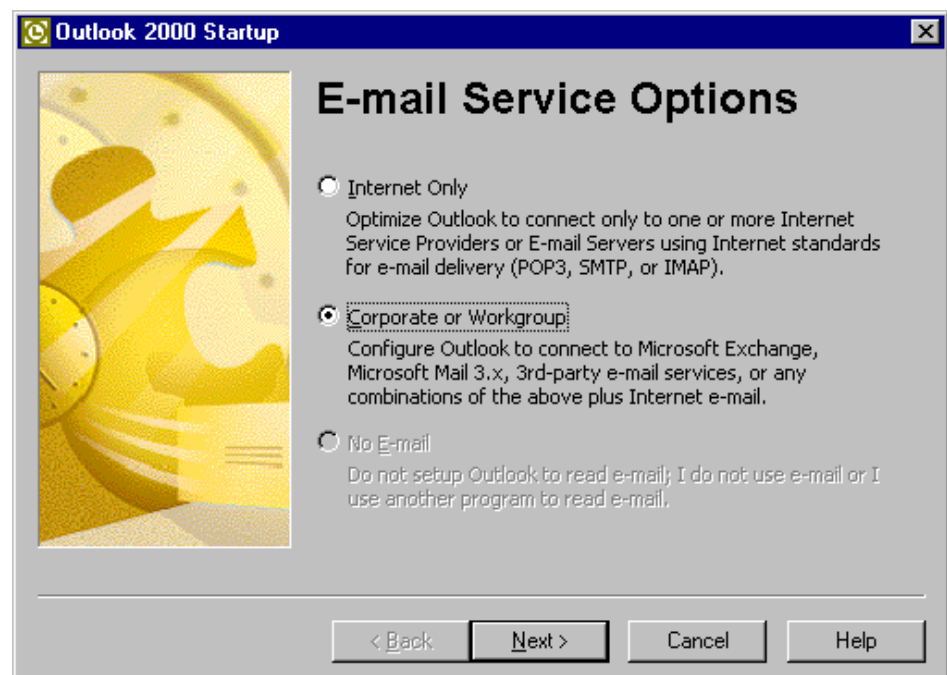 Outlook 2000 Startup
E-mail Service Options
Internet Only
Optimize Outlook to connect only to one or more Internet
Service Providers or E-mail Servers using Internet standards
for e-mail delivery (POP3, SMTP, or IMAP).
Corporate or Workgroup
Configure Outlook to connect to Microsoft Exchange,
Microsoft Mail 3.x, 3rd-party e-mail services, or any
combinations of the above plus Internet e-mail.
No E-mail
Do not setup Outlook to read e-mail; I do not use e-mail or I
use another program to read e-mail.
< Back Next > Cancel Help